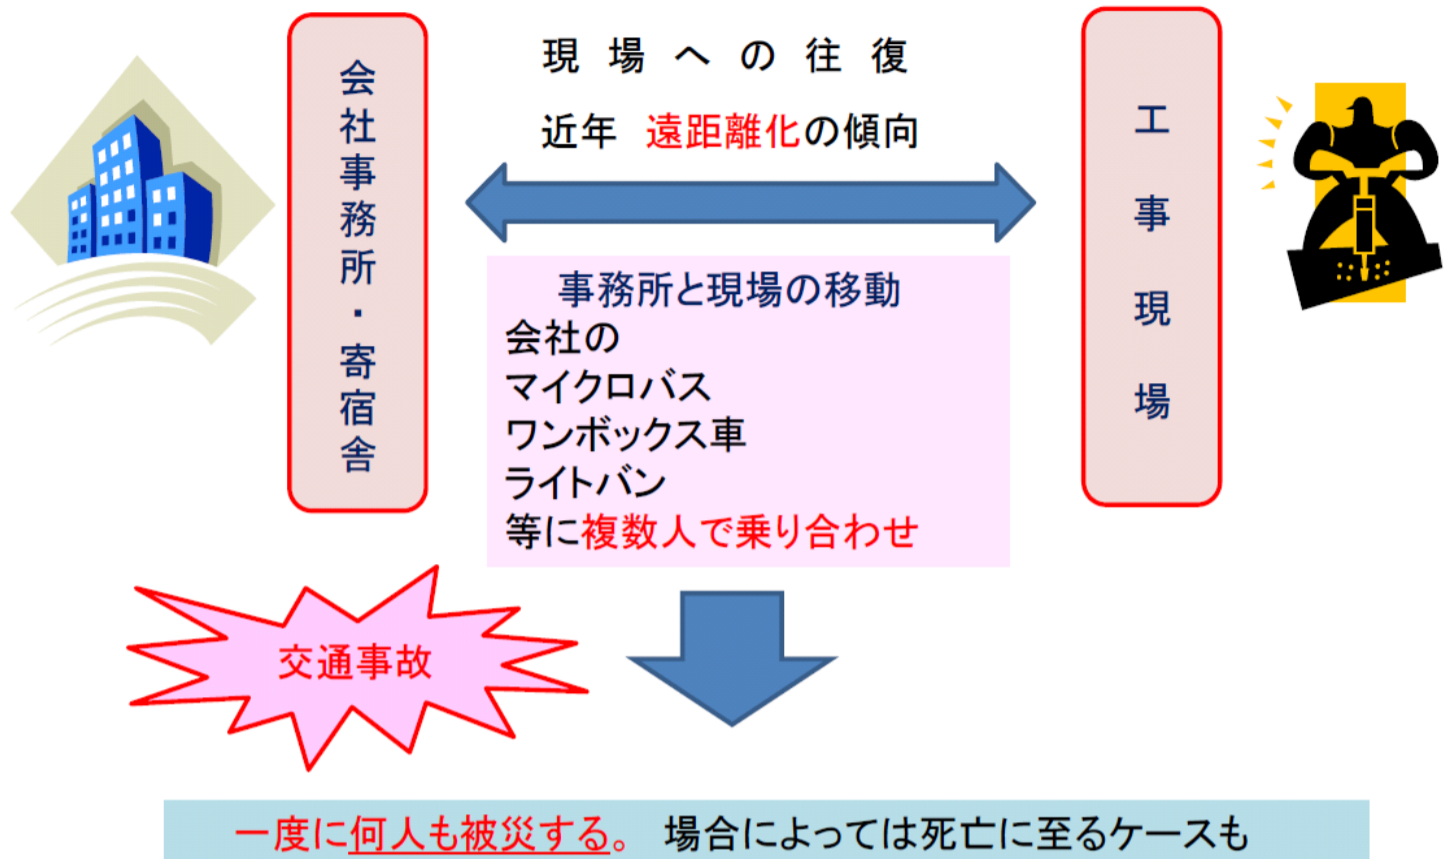 会社事務所・寄宿舎
現場への往復
近年　遠距離化の傾向
工事現場
事務所と現場の移動
会社の
マイクロバス
ワンボックス車
ライトバン
等に複数人で乗り合わせ
交通事故
一度に何人も被災する。　場合によっては死亡に至るケースも